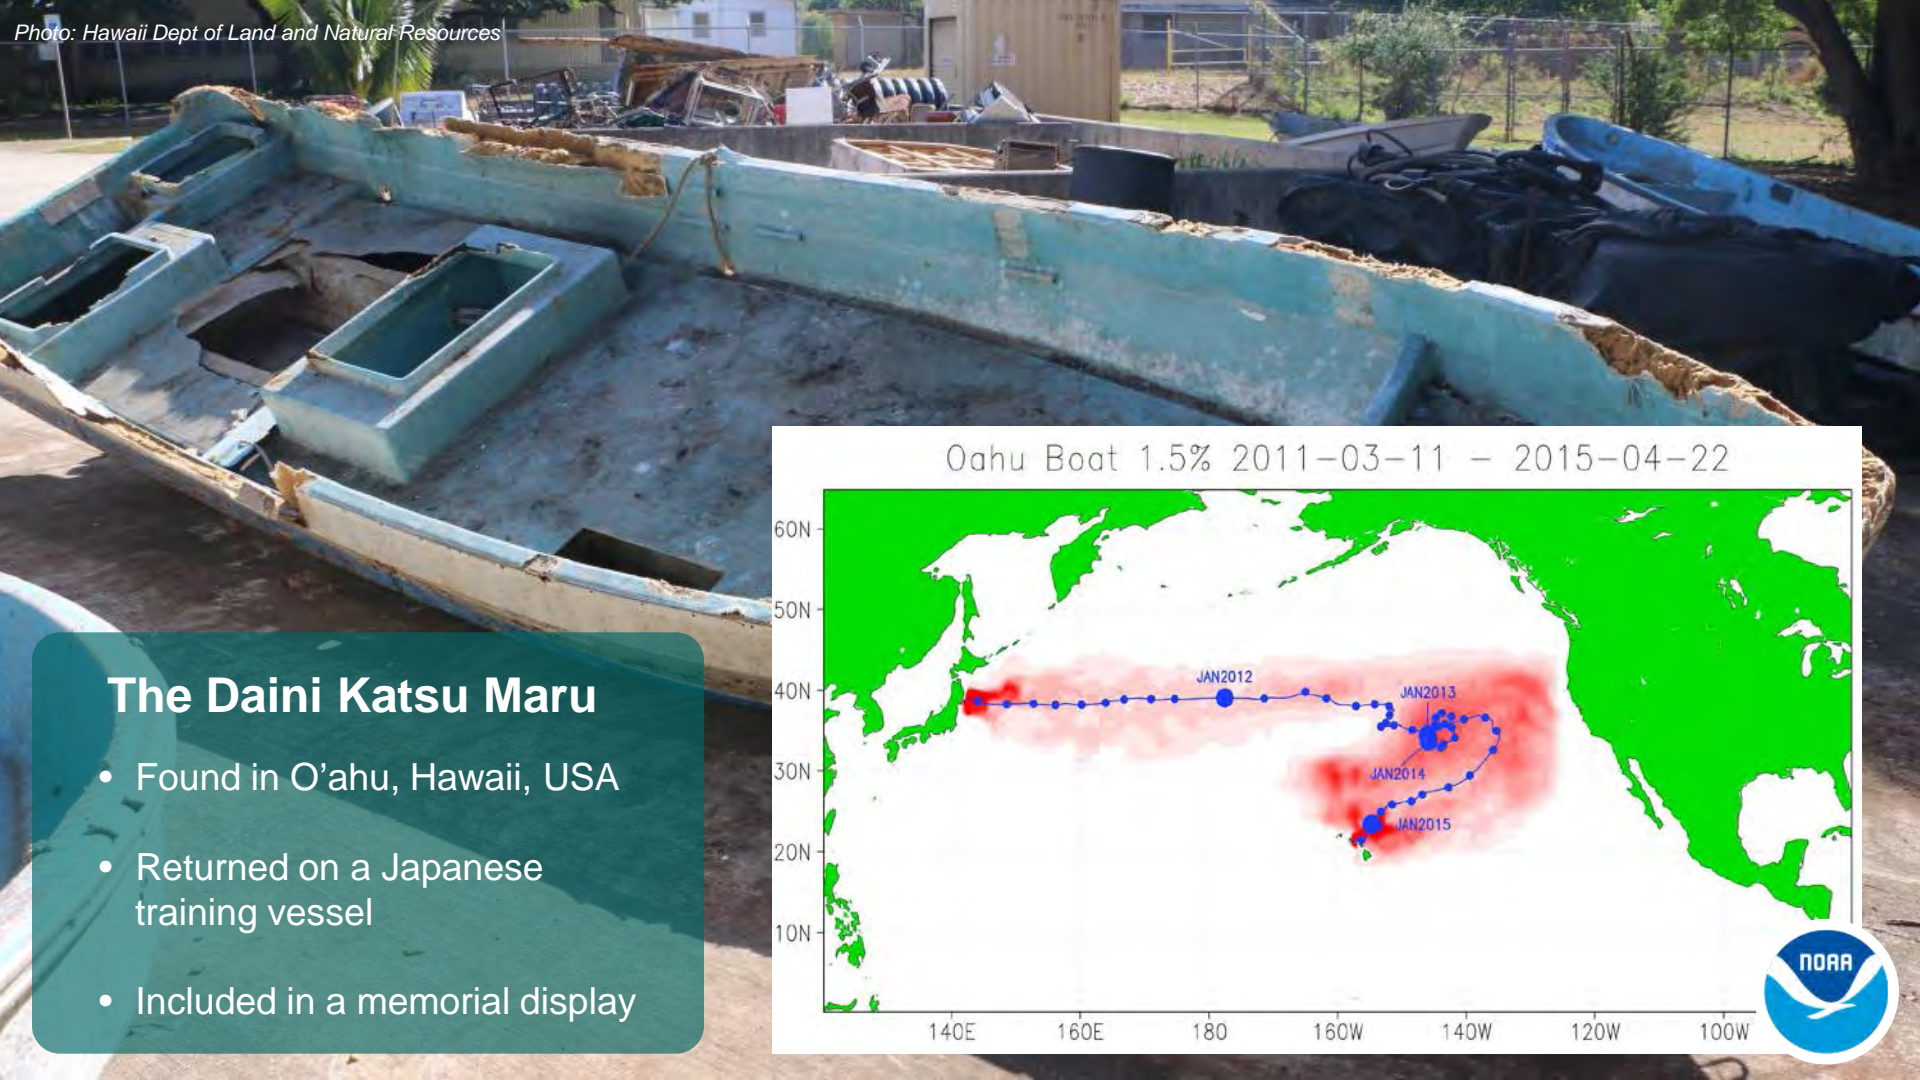 Photo: Hawaii Dept of Land and Natural Resources
Oahu Boat 1.5% 2011-03-11 - 2015-04-22
60N
50N
40N
30N
20N
10N
JAN2012
JAN2013
JAN2014
JAN2015
140E 160E 180 160W 140W 120W 100W
The Daini Katsu Maru
• Found in O’ahu, Hawaii, USA
• Returned on a Japanese
training vessel
• Included in a memorial display
NOAA